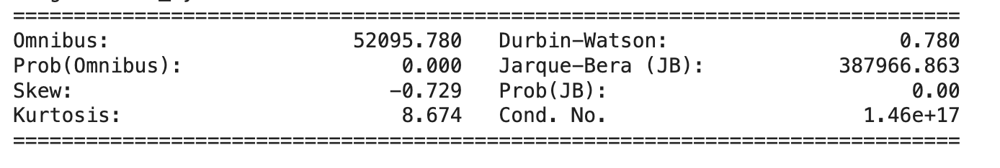 ==============================================================================
Omnibus: 52095.780 Durbin-Watson: 0.780
Prob(Omnibus): 0.000 Jarque-Bera (JB): 387966.863
Skew: -0.729 Prob(JB): 0.00
Kurtosis: 8.674 Cond. No. 1.46e+17
==============================================================================